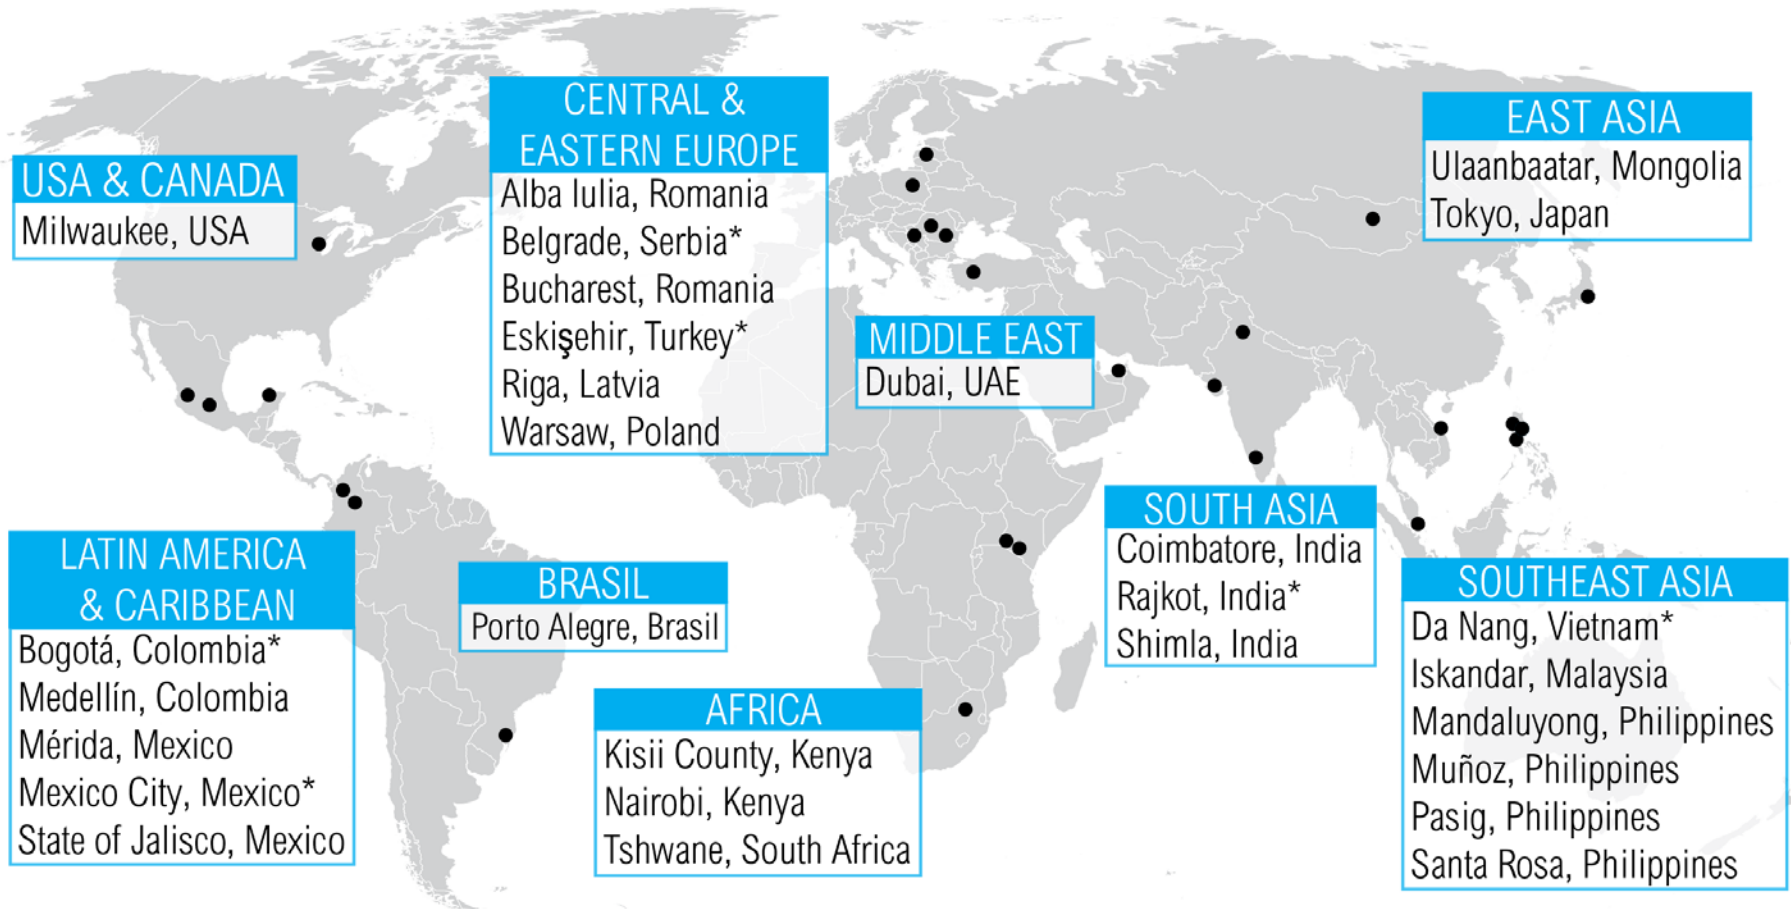 USA & CANADA
Milwaukee, USA
CENTRAL &
EASTERN EUROPE
Alba Iulia, Romania
Belgrade, Serbia*
Bucharest, Romania
Eskişehir, Turkey*
Riga, Latvia
Warsaw, Poland
EAST ASIA
Ulaanbaatar, Mongolia
Tokyo, Japan
MIDDLE EAST
Dubai, UAE
LATIN AMERICA
& CARIBBEAN
Bogotá, Colombia*
Medellín, Colombia
Mérida, Mexico
Mexico City, Mexico*
State of Jalisco, Mexico
BRASIL
Porto Alegre, Brasil
AFRICA
Kisii County, Kenya
Nairobi, Kenya
Tshwane, South Africa
SOUTH ASIA
Coimbatore, India
Rajkot, India*
Shimla, India
SOUTHEAST ASIA
Da Nang, Vietnam*
Iskandar, Malaysia
Mandaluyong, Philippines
Muñoz, Philippines
Pasig, Philippines
Santa Rosa, Philippines